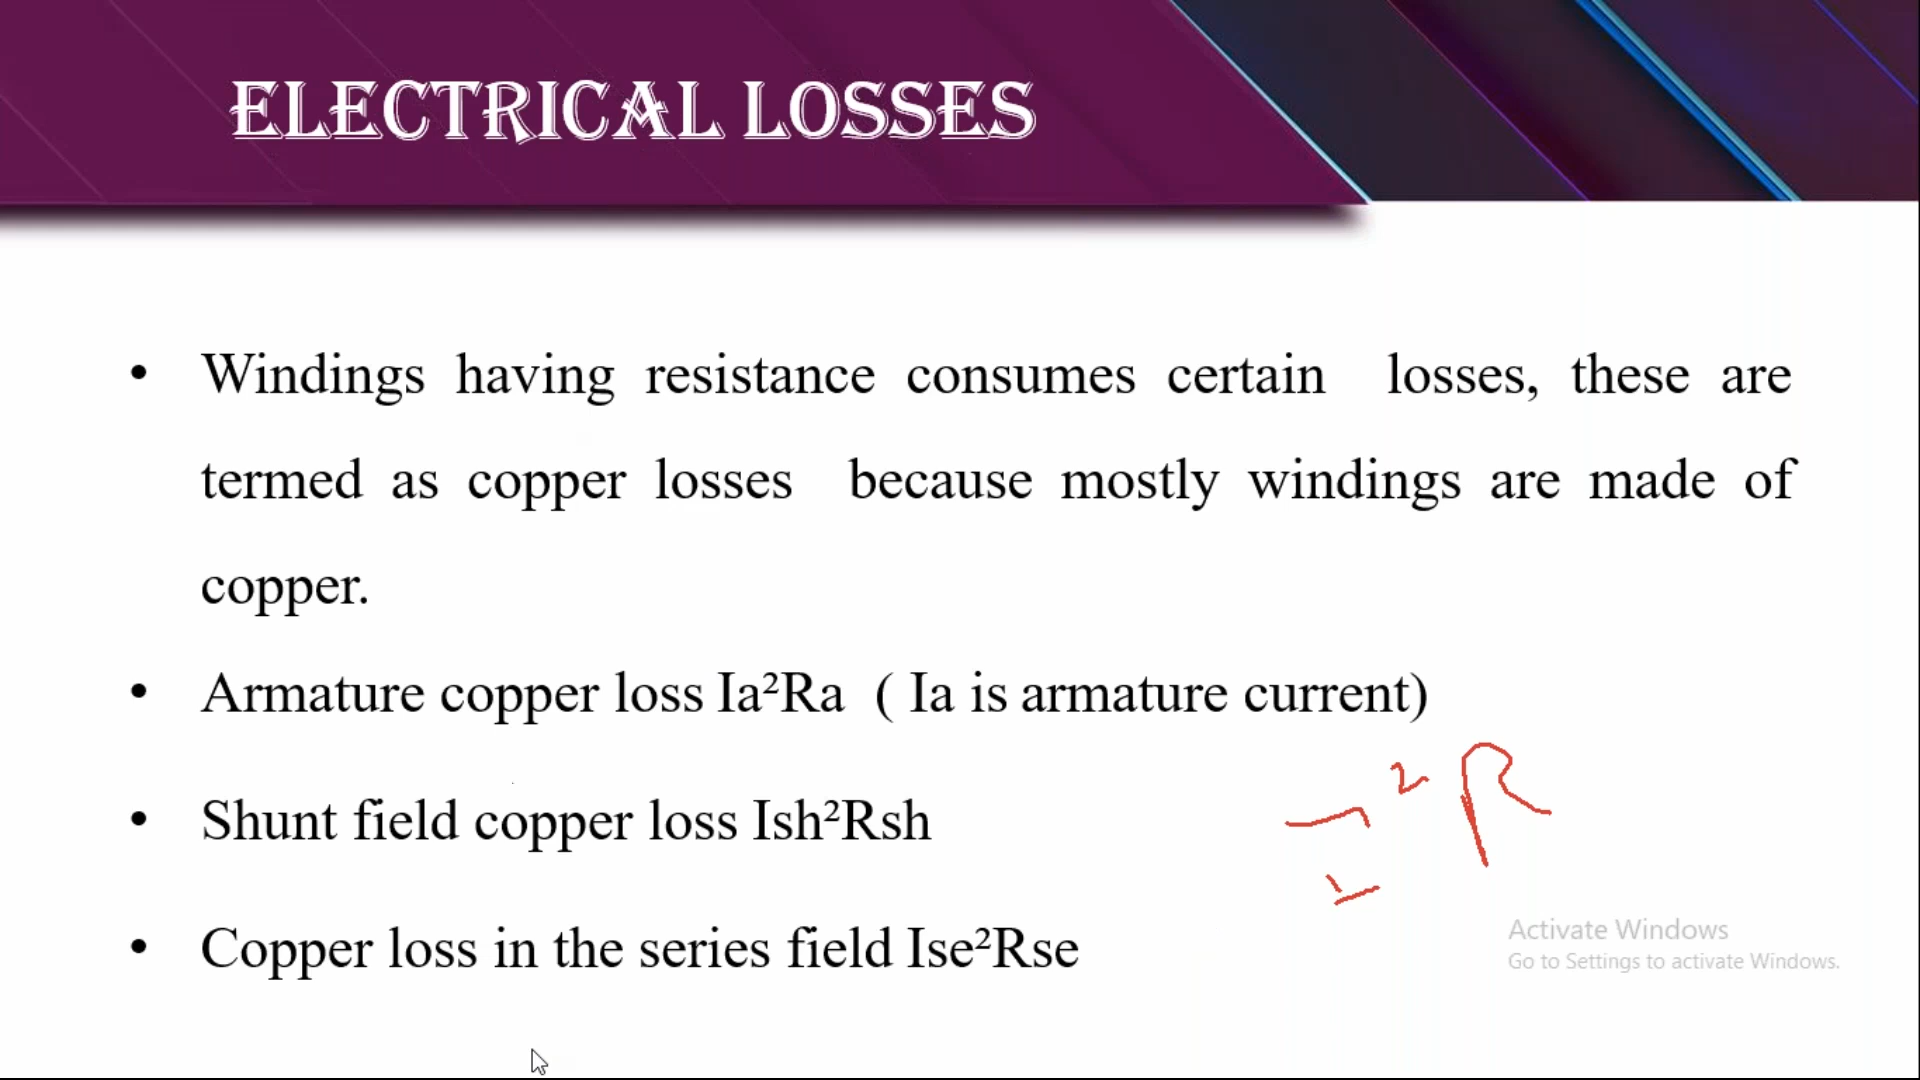 ELECTRICAL LOSSES
• Windings having resistance consumes certain losses, these are
termed as copper losses because mostly windings are made of
copper.
• Armature copper loss Ia²Ra ( Ia is armature current)
• Shunt field copper loss Ish²Rsh
• Copper loss in the series field Ise²Rse
I²R
Activate Windows
Go to Settings to activate Windows.